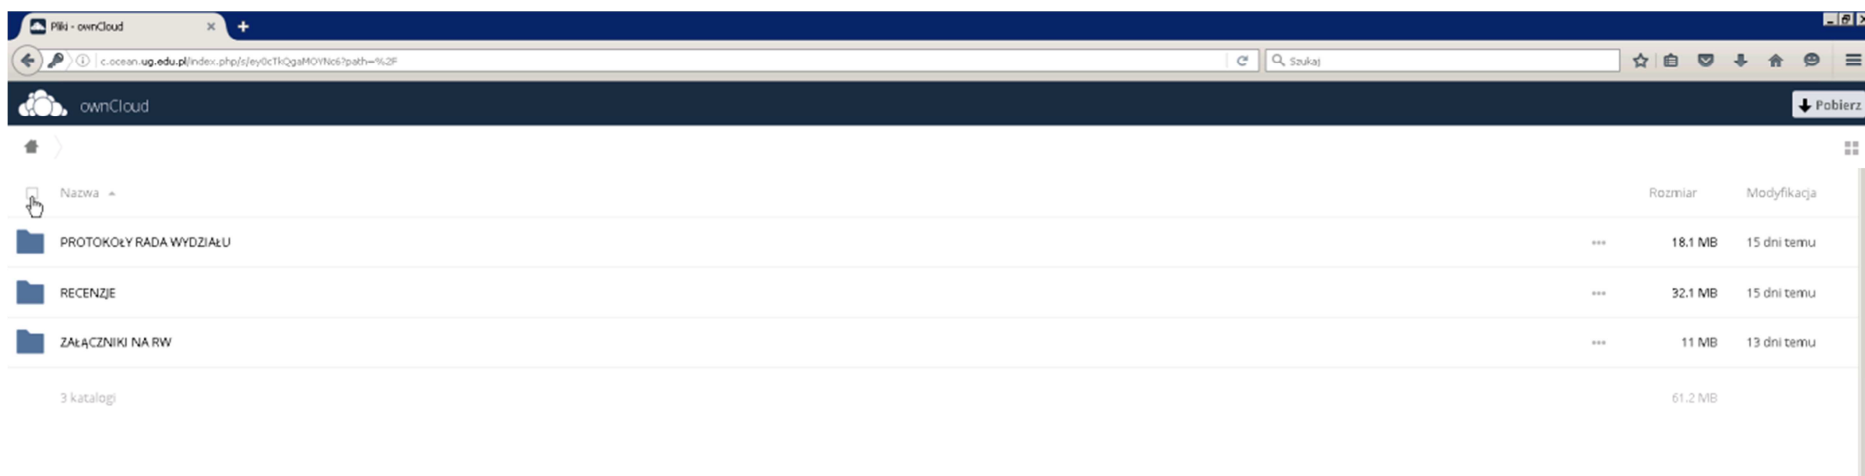 Pliki - ownCloud
c.ocean.ug.edu.pl/index.php/s/ey0cTkQgaMOYNc6?path=%2F
Szukaj
ownCloud
Pobierz
Nazwa Rozmiar Modyfikacja
PROTOKOŁY RADA WYDZIAŁU ... 18.1 MB 15 dni temu
RECENZJE ... 32.1 MB 15 dni temu
ZAŁĄCZNIKI NA RW ... 11 MB 13 dni temu
3 katalogi 61.2 MB